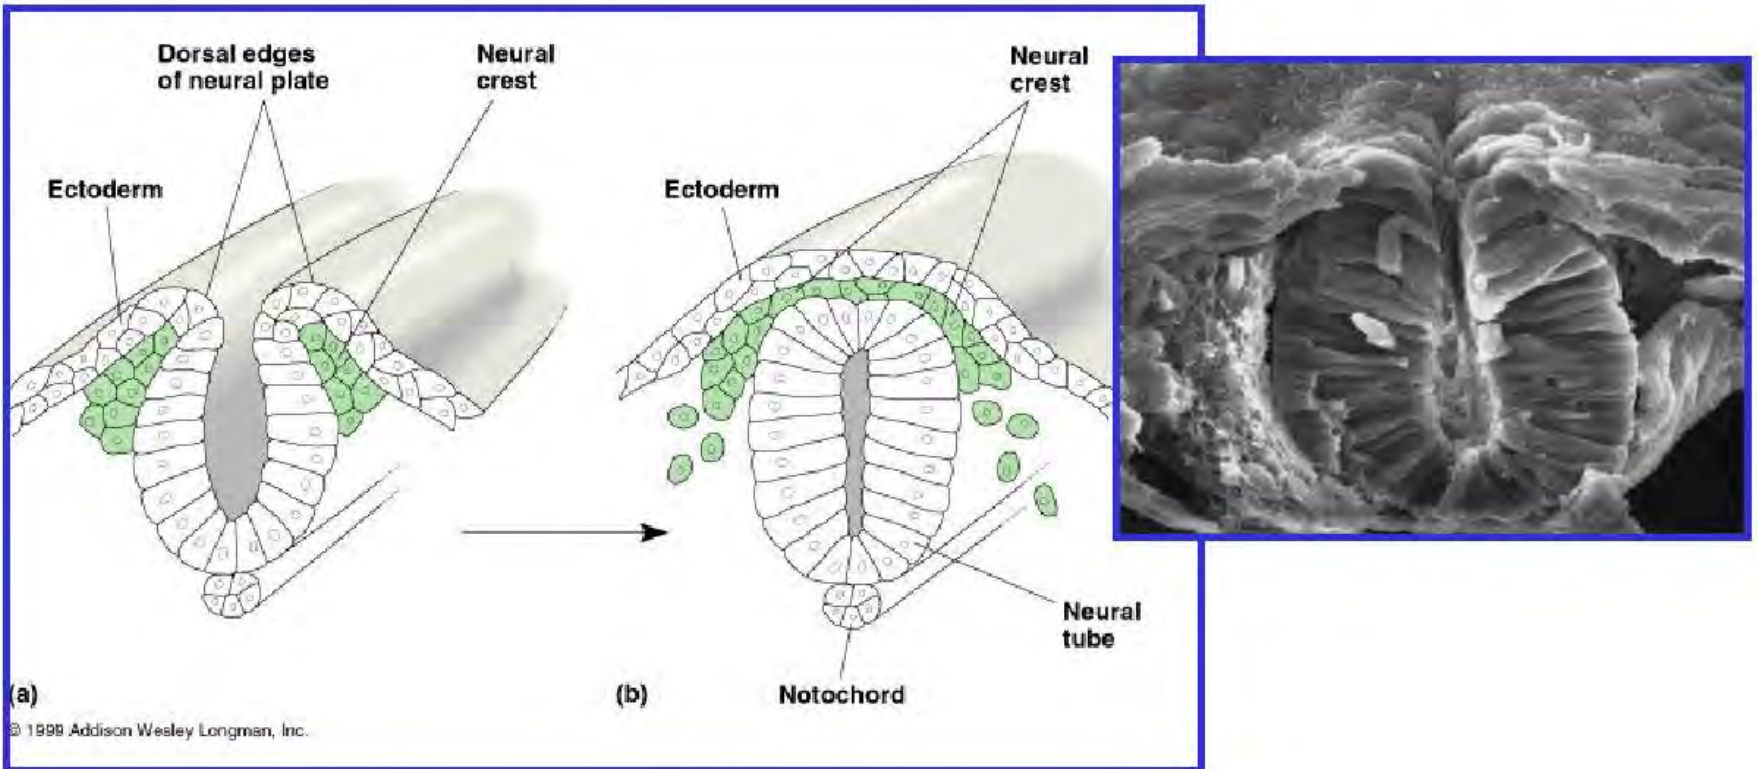 Dorsal edges
of neural plate
Neural
crest
Ectoderm
Neural
crest
Ectoderm
Neural
tube
Notochord
(a)
(b)
© 1999 Addison Wesley Longman, Inc.